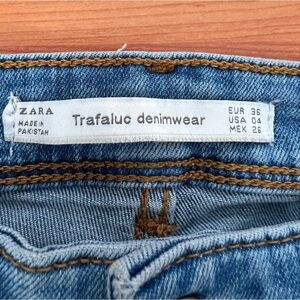 ZARA
MADE IN
PAKISTAN
Trafaluc denimwear
EUR 36
USA 04
MEX 26